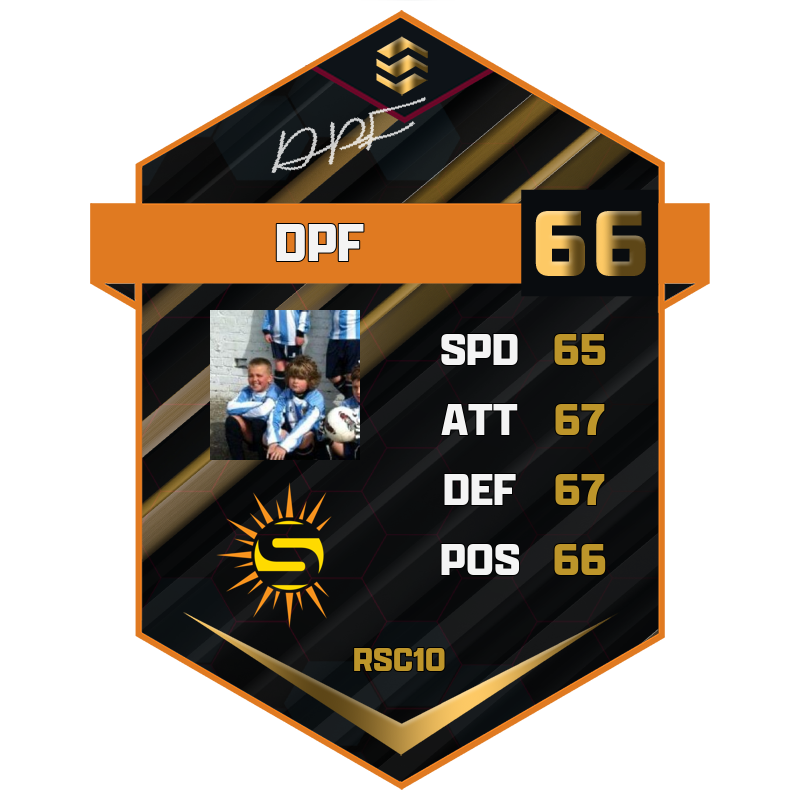 DPF
DPF 66
SPD 65
ATT 67
DEF 67
POS 66
S
RSC10